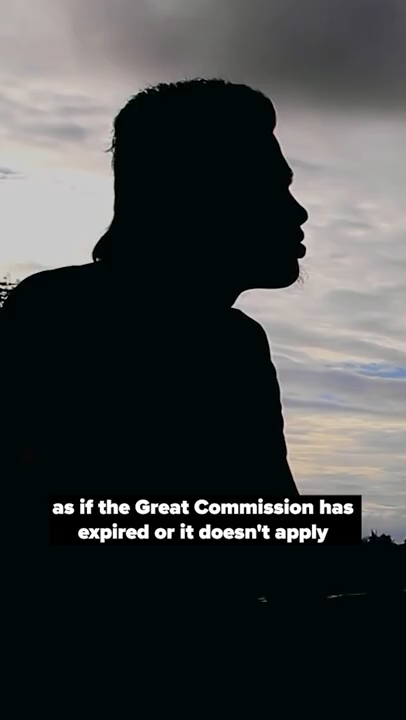 as if the Great Commission has
expired or it doesn't apply